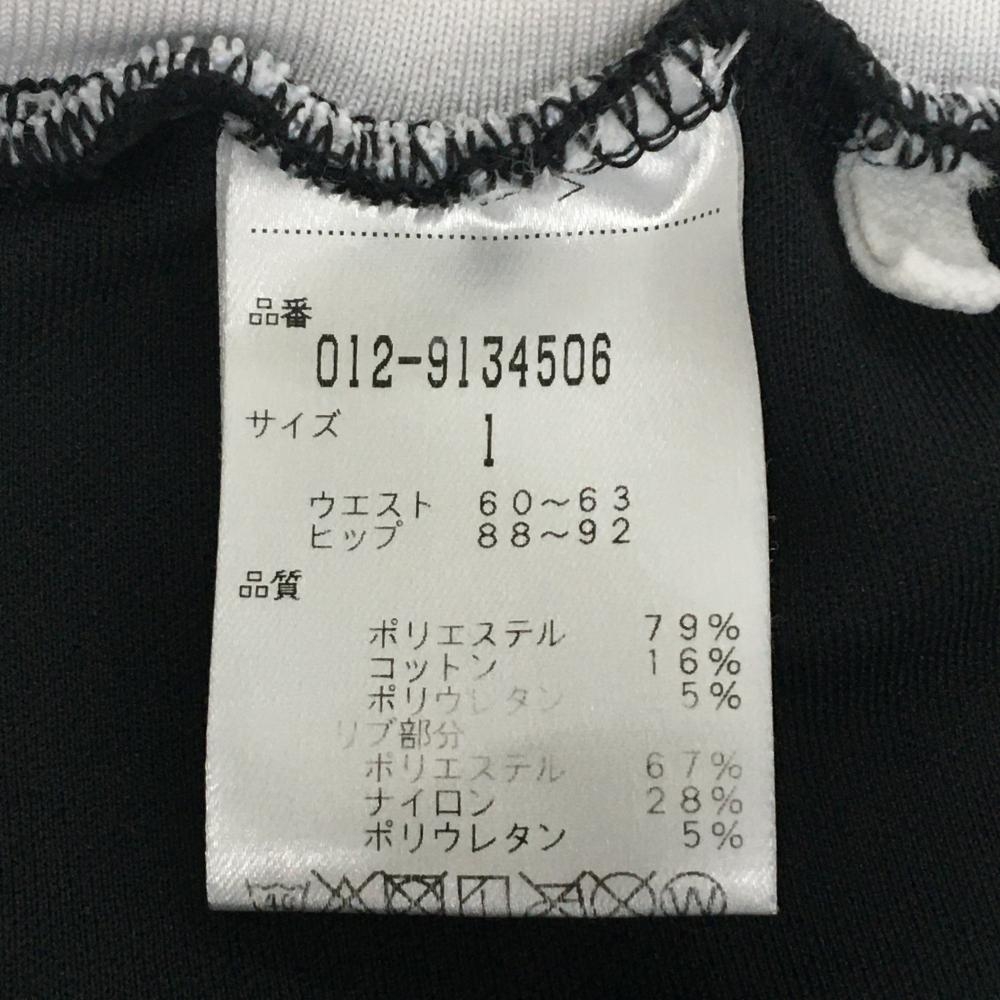 品番
012-9134506
サイズ 1
ウエスト 60～63
ヒップ 88～92
品質
ポリエステル 79%
コットン 16%
ポリウレタン 5%
リブ部分
ポリエステル 67%
ナイロン 28%
ポリウレタン 5%
W